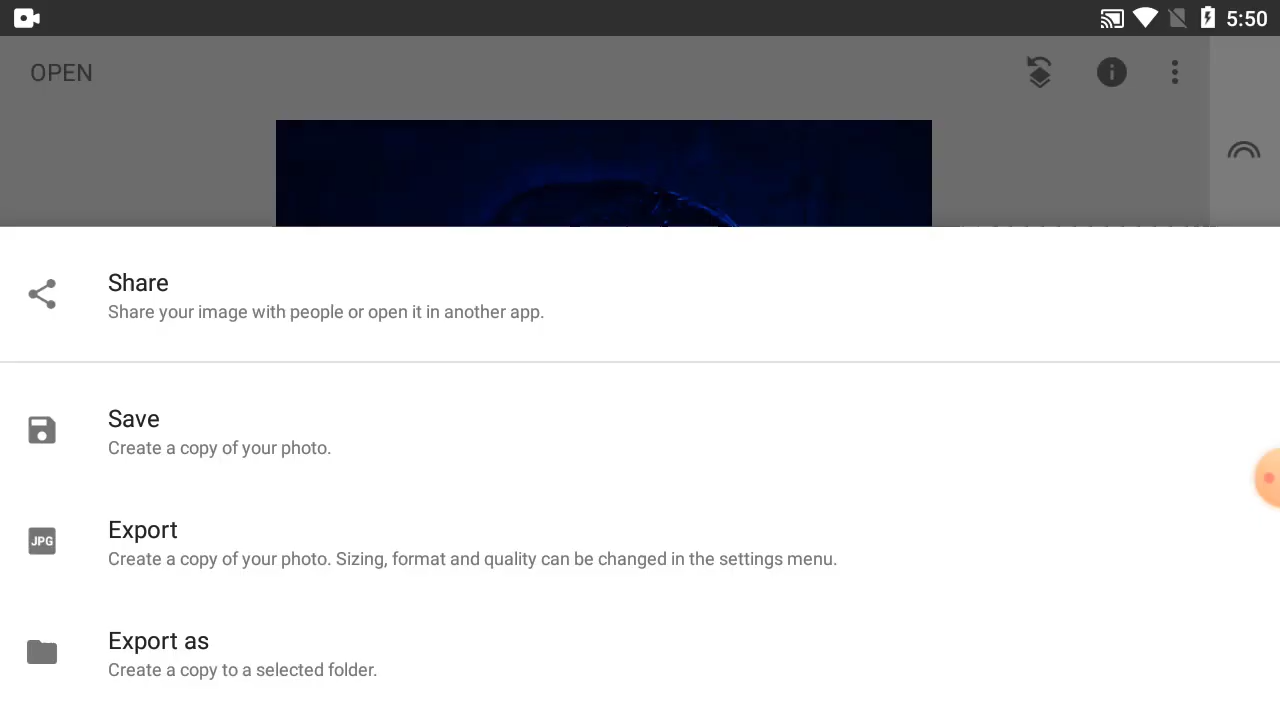 5:50
OPEN
Share
Share your image with people or open it in another app.
Save
Create a copy of your photo.
JPG
Export
Create a copy of your photo. Sizing, format and quality can be changed in the settings menu.
Export as
Create a copy to a selected folder.